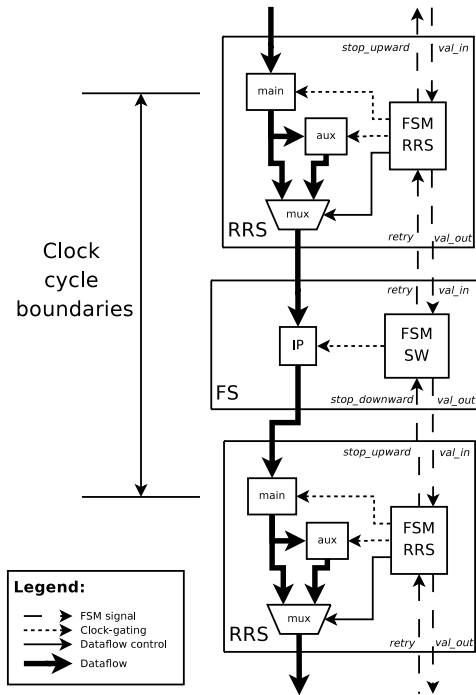 stop_upward val_in
main
aux
FSM
RRS
mux
RRS
retry val_out
Clock
cycle
boundaries
retry val_in
IP
FSM
SW
FS
stop_downward val_out
stop_upward val_in
main
aux
FSM
RRS
mux
RRS
retry val_out
Legend:
FSM signal
Clock-gating
Dataflow control
Dataflow